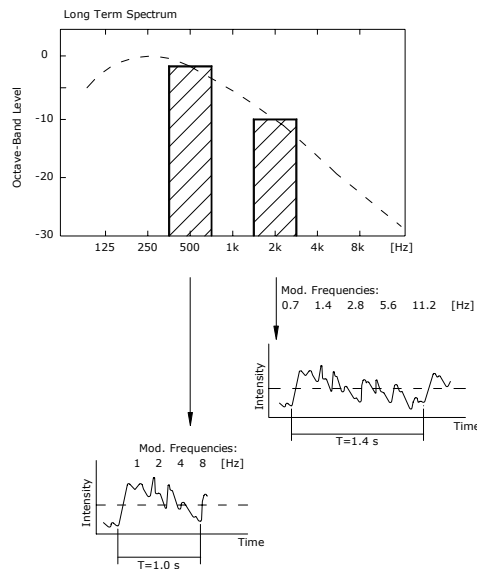 Long Term Spectrum
Octave-Band Level
0
-10
-20
-30
125 250 500 1k 2k 4k 8k [Hz]
Mod. Frequencies:
0.7 1.4 2.8 5.6 11.2 [Hz]
Intensity
Time
T=1.4 s
Mod. Frequencies:
1 2 4 8 [Hz]
Intensity
Time
T=1.0 s